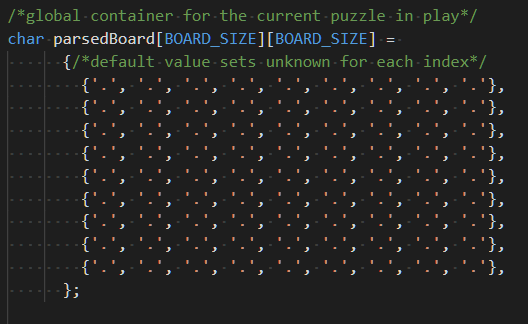 /*global container for the current puzzle in play*/
char parsedBoard[BOARD_SIZE][BOARD_SIZE] =
      {/*default value sets unknown for each index*/
        {'.', '.', '.', '.', '.', '.', '.', '.', '.'},
        {'.', '.', '.', '.', '.', '.', '.', '.', '.'},
        {'.', '.', '.', '.', '.', '.', '.', '.', '.'},
        {'.', '.', '.', '.', '.', '.', '.', '.', '.'},
        {'.', '.', '.', '.', '.', '.', '.', '.', '.'},
        {'.', '.', '.', '.', '.', '.', '.', '.', '.'},
        {'.', '.', '.', '.', '.', '.', '.', '.', '.'},
        {'.', '.', '.', '.', '.', '.', '.', '.', '.'},
        {'.', '.', '.', '.', '.', '.', '.', '.', '.'},
      };